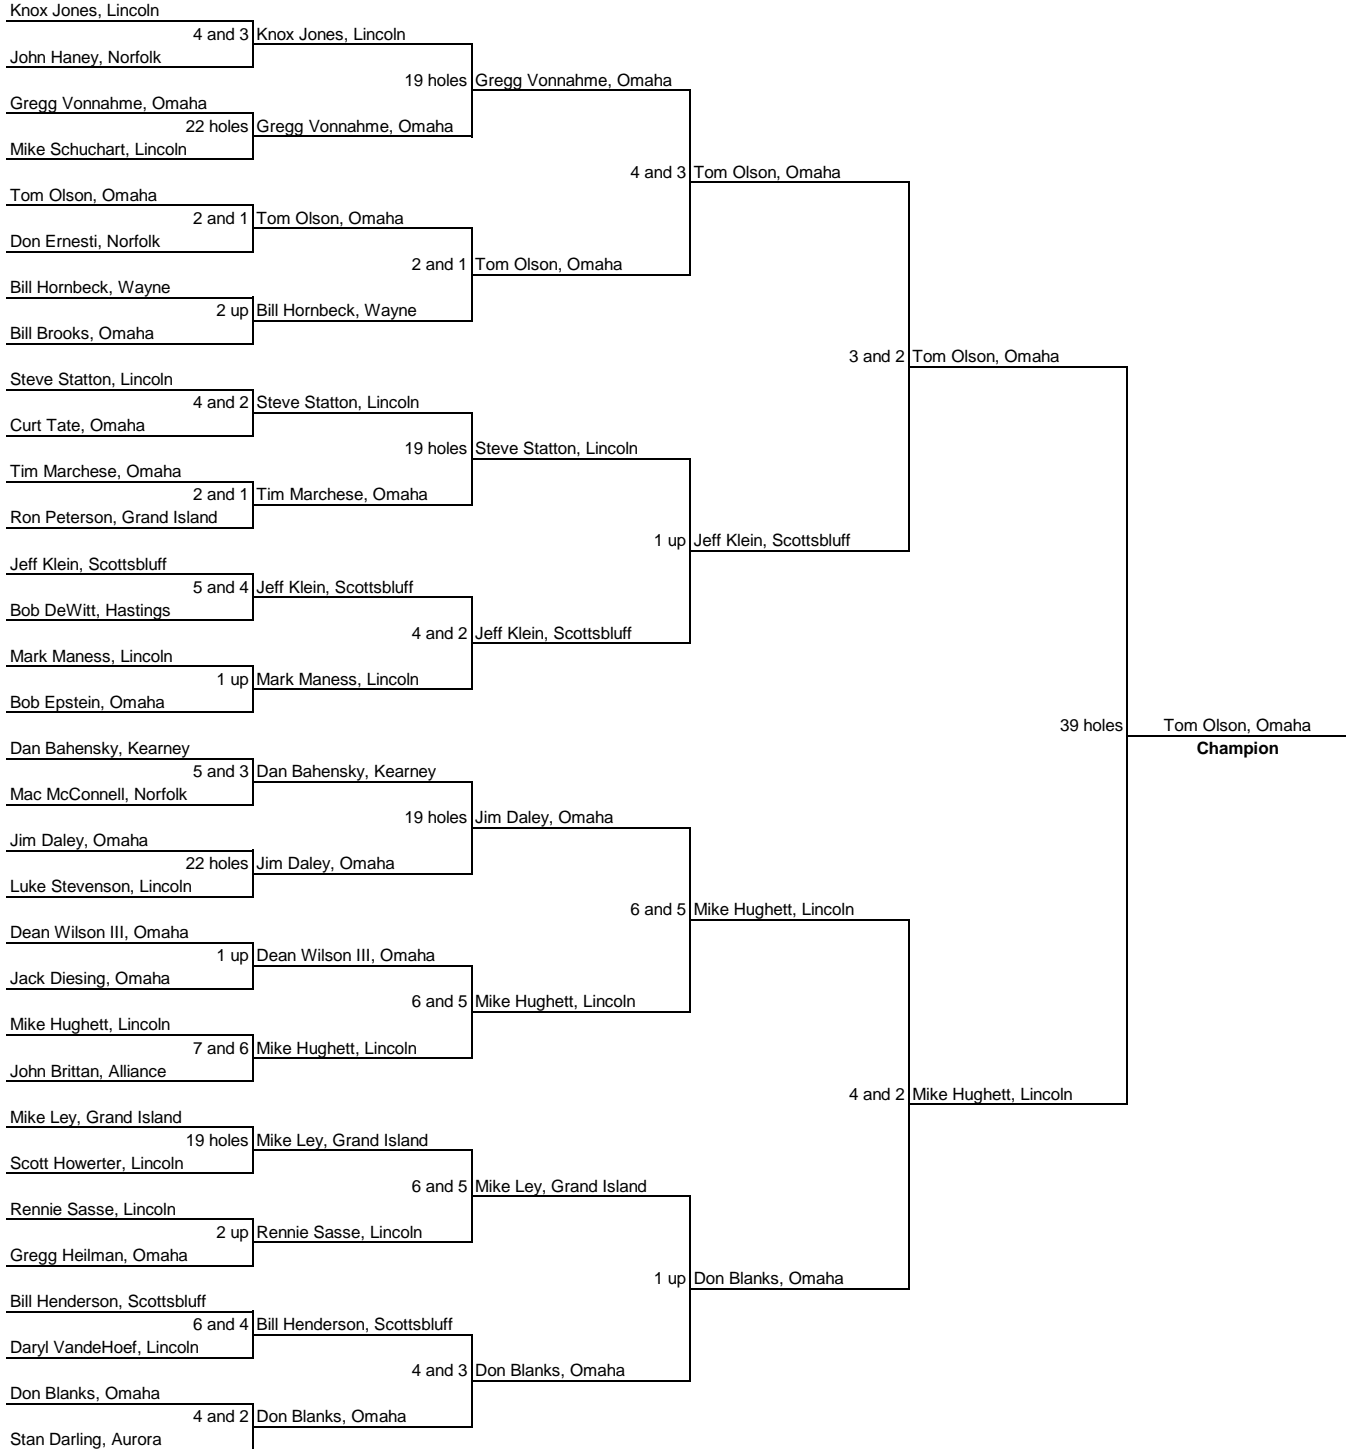 Knox Jones, Lincoln
4 and 3 Knox Jones, Lincoln
John Haney, Norfolk
19 holes Gregg Vonnahme, Omaha
Gregg Vonnahme, Omaha
22 holes Gregg Vonnahme, Omaha
Mike Schuchart, Lincoln
4 and 3 Tom Olson, Omaha
Tom Olson, Omaha
2 and 1 Tom Olson, Omaha
Don Ernesti, Norfolk
2 and 1 Tom Olson, Omaha
Bill Hornbeck, Wayne
2 up Bill Hornbeck, Wayne
Bill Brooks, Omaha
3 and 2 Tom Olson, Omaha
Steve Statton, Lincoln
4 and 2 Steve Statton, Lincoln
Curt Tate, Omaha
19 holes Steve Statton, Lincoln
Tim Marchese, Omaha
2 and 1 Tim Marchese, Omaha
Ron Peterson, Grand Island
1 up Jeff Klein, Scottsbluff
Jeff Klein, Scottsbluff
5 and 4 Jeff Klein, Scottsbluff
Bob DeWitt, Hastings
4 and 2 Jeff Klein, Scottsbluff
Mark Maness, Lincoln
1 up Mark Maness, Lincoln
Bob Epstein, Omaha
39 holes Tom Olson, Omaha
Dan Bahensky, Kearney
Champion
5 and 3 Dan Bahensky, Kearney
Mac McConnell, Norfolk
19 holes Jim Daley, Omaha
Jim Daley, Omaha
22 holes Jim Daley, Omaha
Luke Stevenson, Lincoln
6 and 5 Mike Hughett, Lincoln
Dean Wilson III, Omaha
1 up Dean Wilson III, Omaha
Jack Diesing, Omaha
6 and 5 Mike Hughett, Lincoln
Mike Hughett, Lincoln
7 and 6 Mike Hughett, Lincoln
John Brittan, Alliance
4 and 2 Mike Hughett, Lincoln
Mike Ley, Grand Island
19 holes Mike Ley, Grand Island
Scott Howerter, Lincoln
6 and 5 Mike Ley, Grand Island
Rennie Sasse, Lincoln
2 up Rennie Sasse, Lincoln
Gregg Heilman, Omaha
1 up Don Blanks, Omaha
Bill Henderson, Scottsbluff
6 and 4 Bill Henderson, Scottsbluff
Daryl VandeHoef, Lincoln
4 and 3 Don Blanks, Omaha
Don Blanks, Omaha
4 and 2 Don Blanks, Omaha
Stan Darling, Aurora